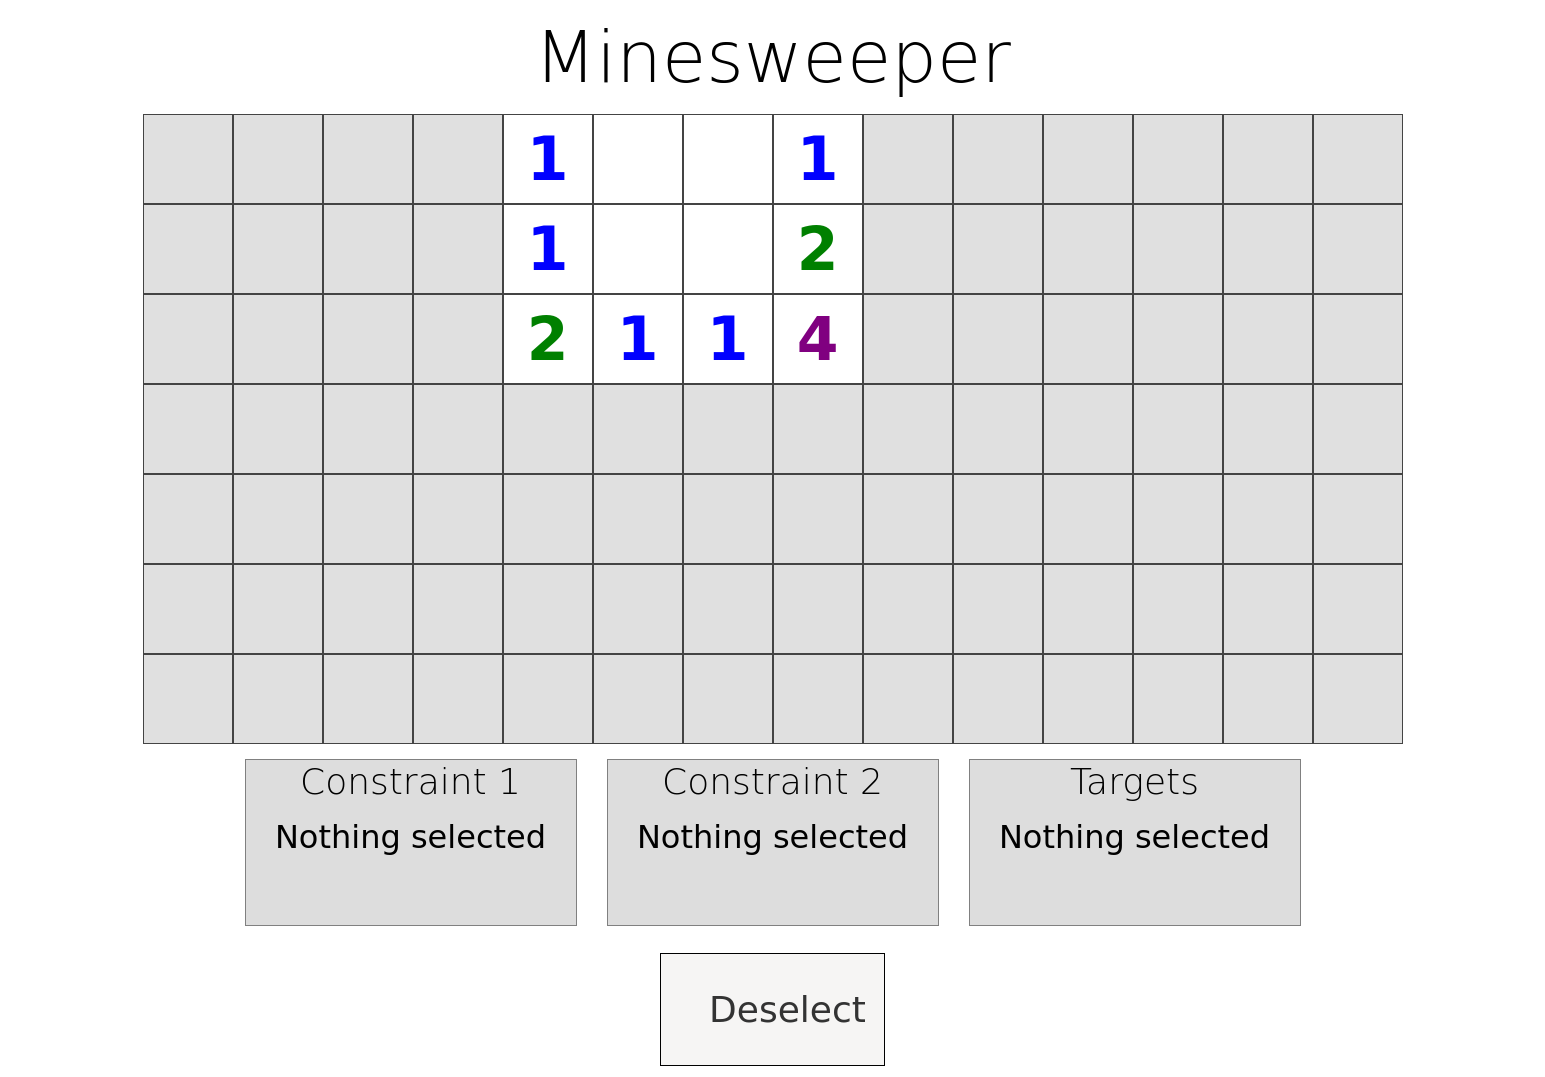 Minesweeper
1 1
1 2
2 1 1 4
Constraint 1 Constraint 2 Targets
Nothing selected Nothing selected Nothing selected
Deselect